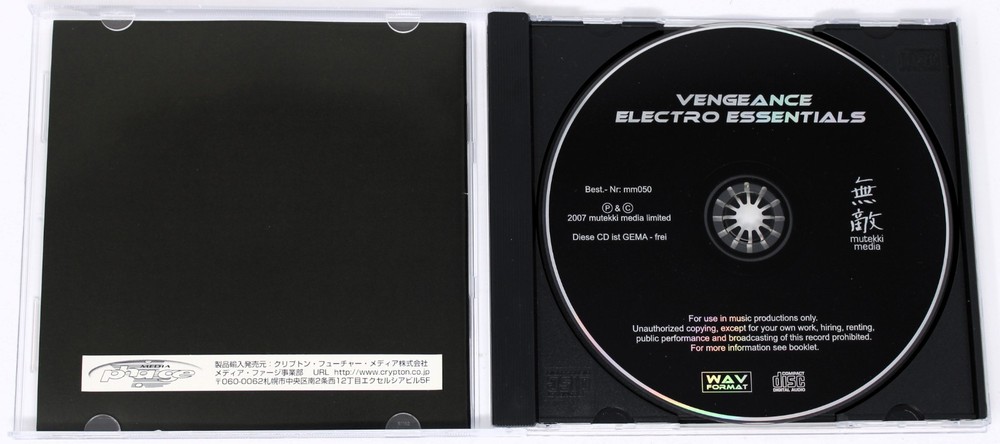 MEDIA
phage
製品輸入発売元：クリプトン・フューチャー・メディア株式会社
メディア・ファージ事業部　URL http://www.crypton.co.jp
〒060-0062札幌市中央区南2条西12丁目エクセルシアビル5F
VENGEANCE
ELECTRO ESSENTIALS
Best.- Nr: mm050
Ⓟ & Ⓒ
2007 mutekki media limited
Diese CD ist GEMA - frei
無
敵
mutekki
media
For use in music productions only.
Unauthorized copying, except for your own work, hiring, renting,
public performance and broadcasting of this record prohibited.
For more information see booklet.
WAV
FORMAT
COMPACT
disc
DIGITAL AUDIO